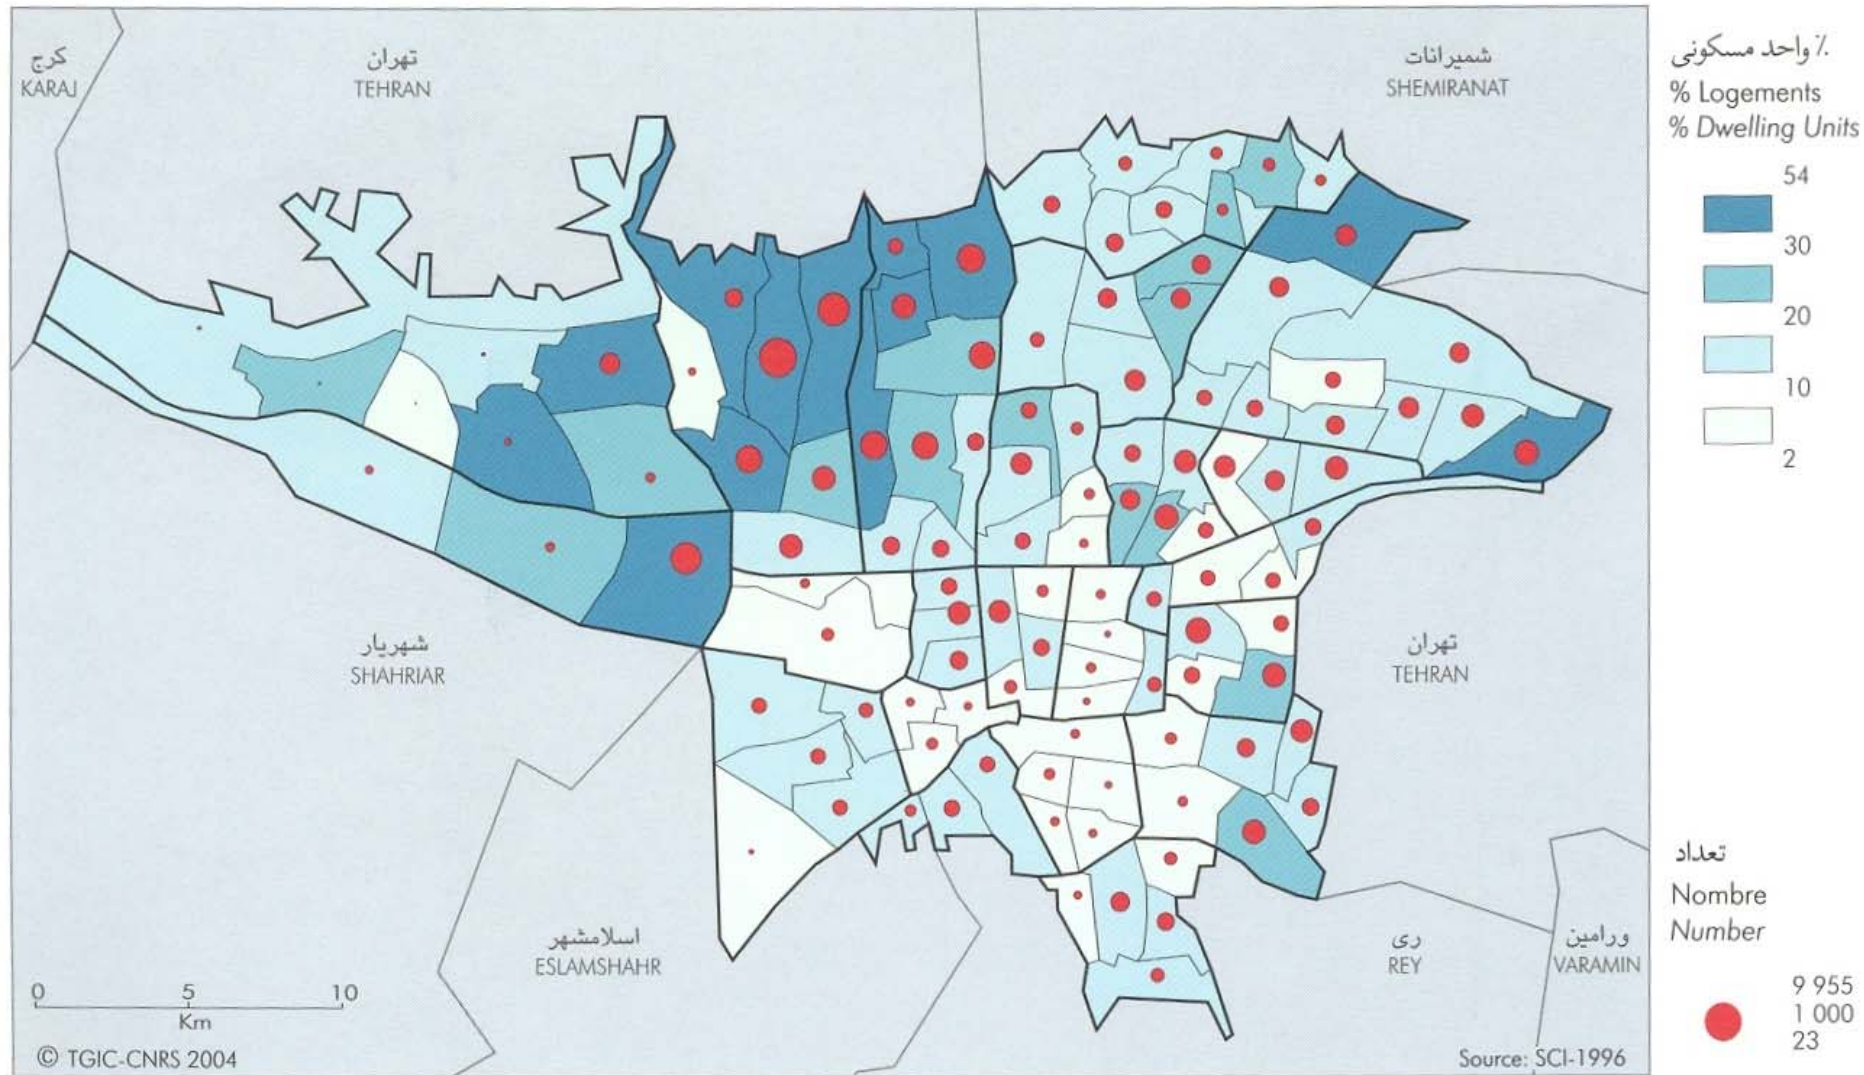 کرج
KARAJ
تهران
TEHRAN
شمیرانات
SHEMIRANAT
شهریار
SHAHRIAR
تهران
TEHRAN
اسلامشهر
ESLAMSHAHR
ری
REY
ورامین
VARAMIN
0 5 10
Km
© TGIC-CNRS 2004
Source: SCI-1996
٪ واحد مسکونی
% Logements
% Dwelling Units
54
30
20
10
2
تعداد
Nombre
Number
9 955
1 000
23